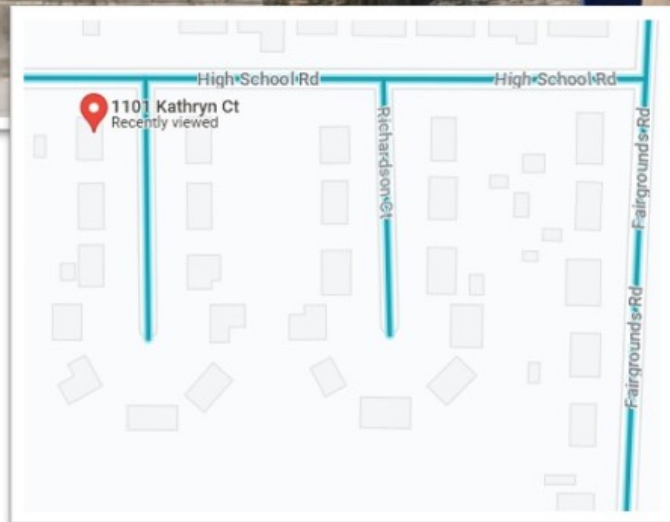 High School Rd
High School Rd
1101 Kathryn Ct
Recently viewed
Richardson Ct
Fairgrounds Rd
Fairgrounds Rd